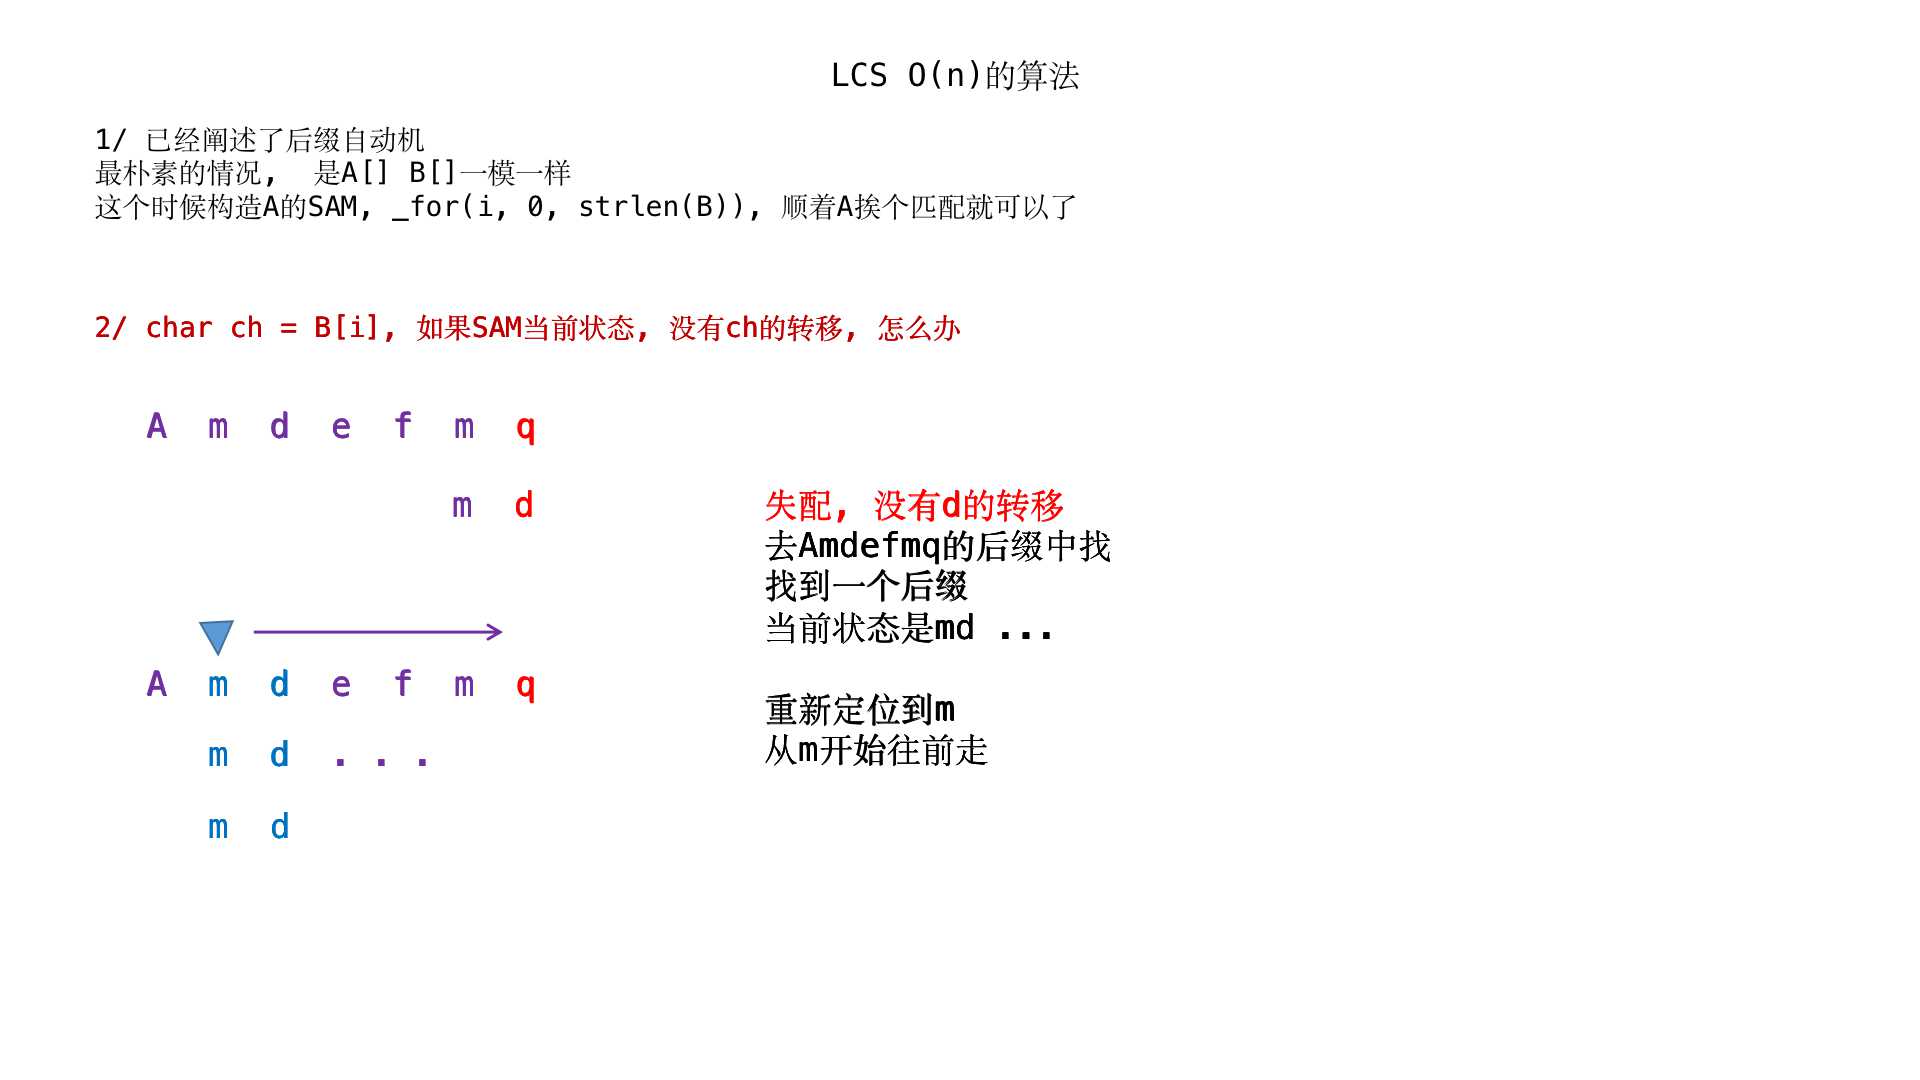 LCS O(n)的算法
1/ 已经阐述了后缀自动机
最朴素的情况, 是A[] B[]一模一样
这个时候构造A的SAM, _for(i, 0, strlen(B)), 顺着A挨个匹配就可以了
2/ char ch = B[i], 如果SAM当前状态, 没有ch的转移, 怎么办
A m d e f m q
m d
失配, 没有d的转移
去Amdefmq的后缀中找
找到一个后缀
当前状态是md ...
A m d e f m q
重新定位到m
m d . . .
从m开始往前走
m d